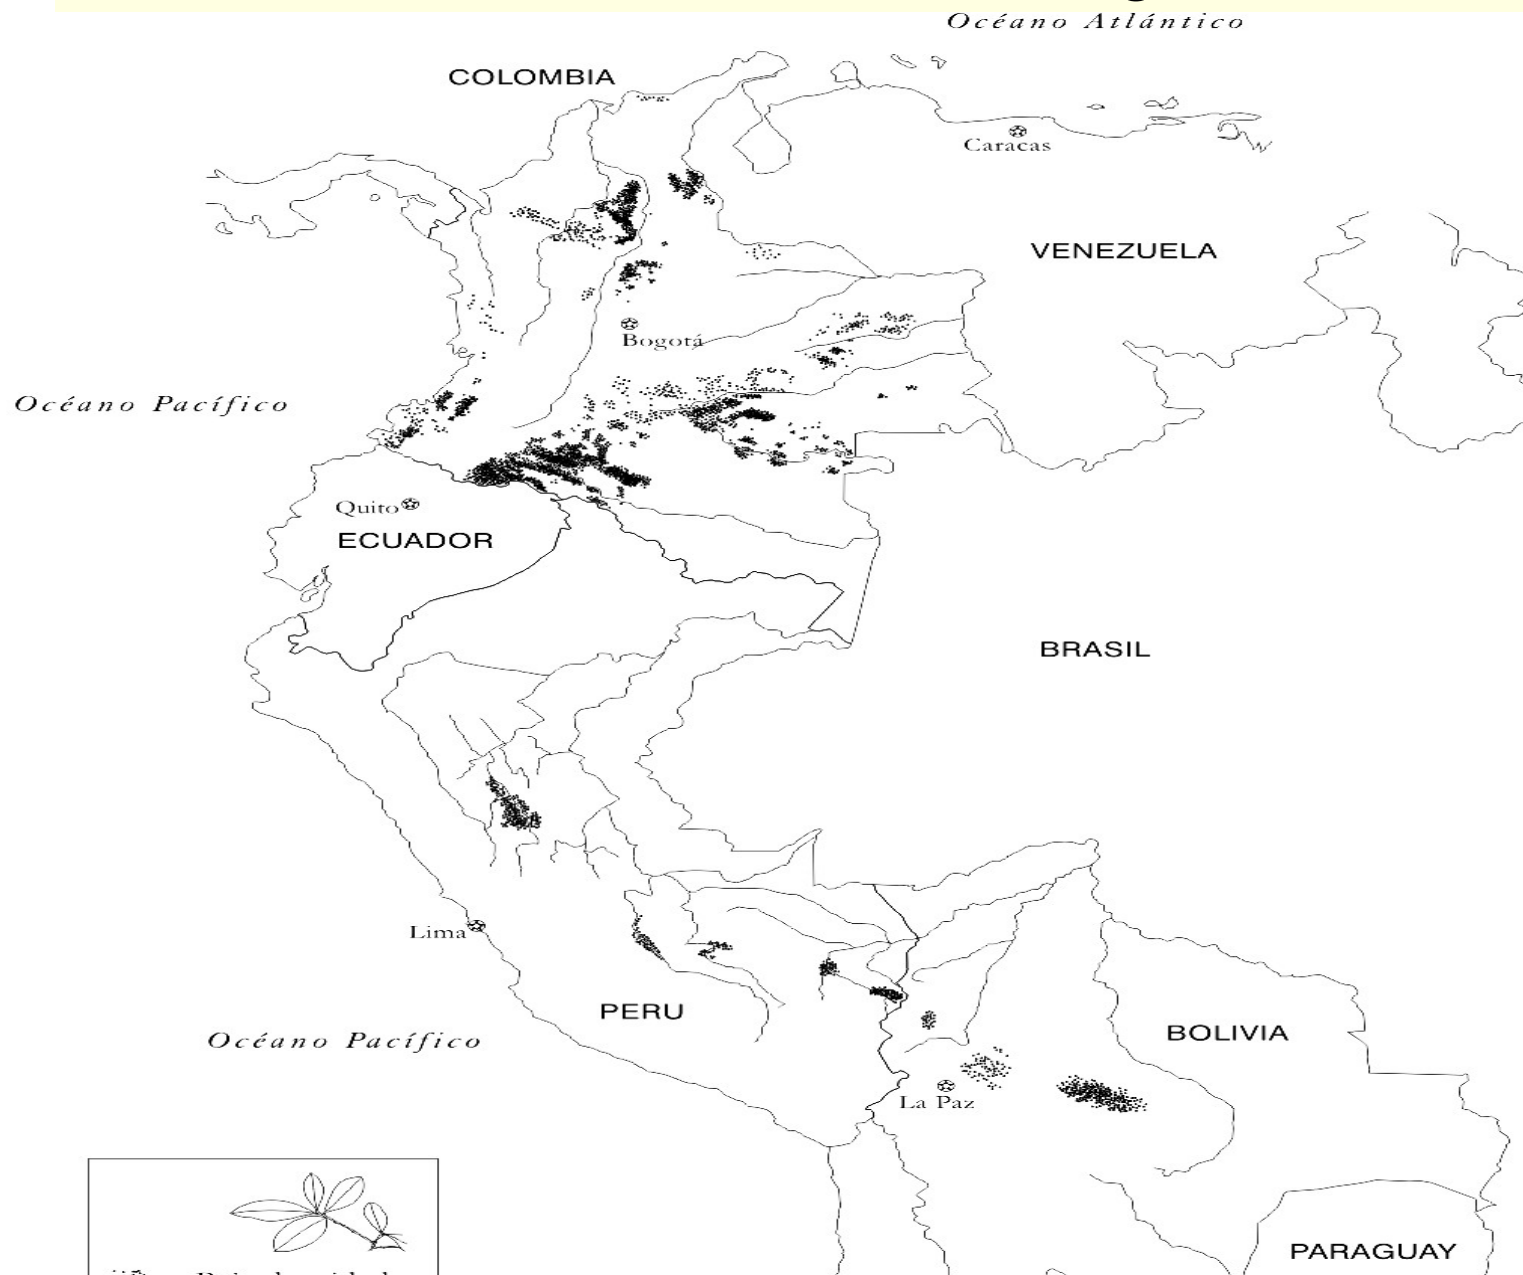 Océano Atlántico
COLOMBIA
Caracas
VENEZUELA
Bogotá
Océano Pacífico
Quito
ECUADOR
BRASIL
Lima
PERU
BOLIVIA
Océano Pacífico
La Paz
PARAGUAY